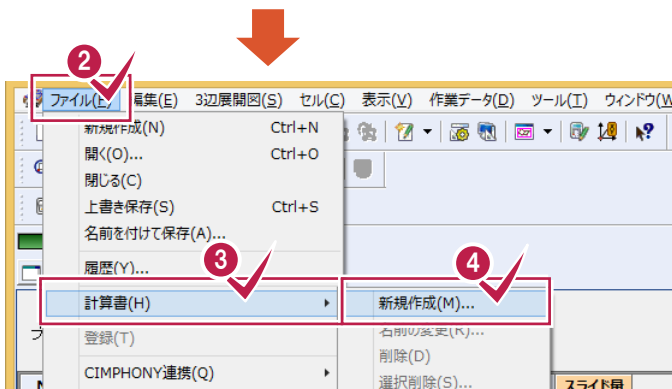 2
ファイル(F) 編集(E) 3辺展開図(S) セル(C) 表示(V) 作業データ(D) ツール(T) ウィンドウ(W
新規作成(N) Ctrl+N
開く(O)... Ctrl+O
閉じる(C)
上書き保存(S) Ctrl+S
名前を付けて保存(A)...
履歴(Y)...
3 4
計算書(H) 新規作成(M)...
登録(T) 名前の変更(R)...
削除(D)
CIMPHONY連携(Q) 選択削除(S)...
スライド量